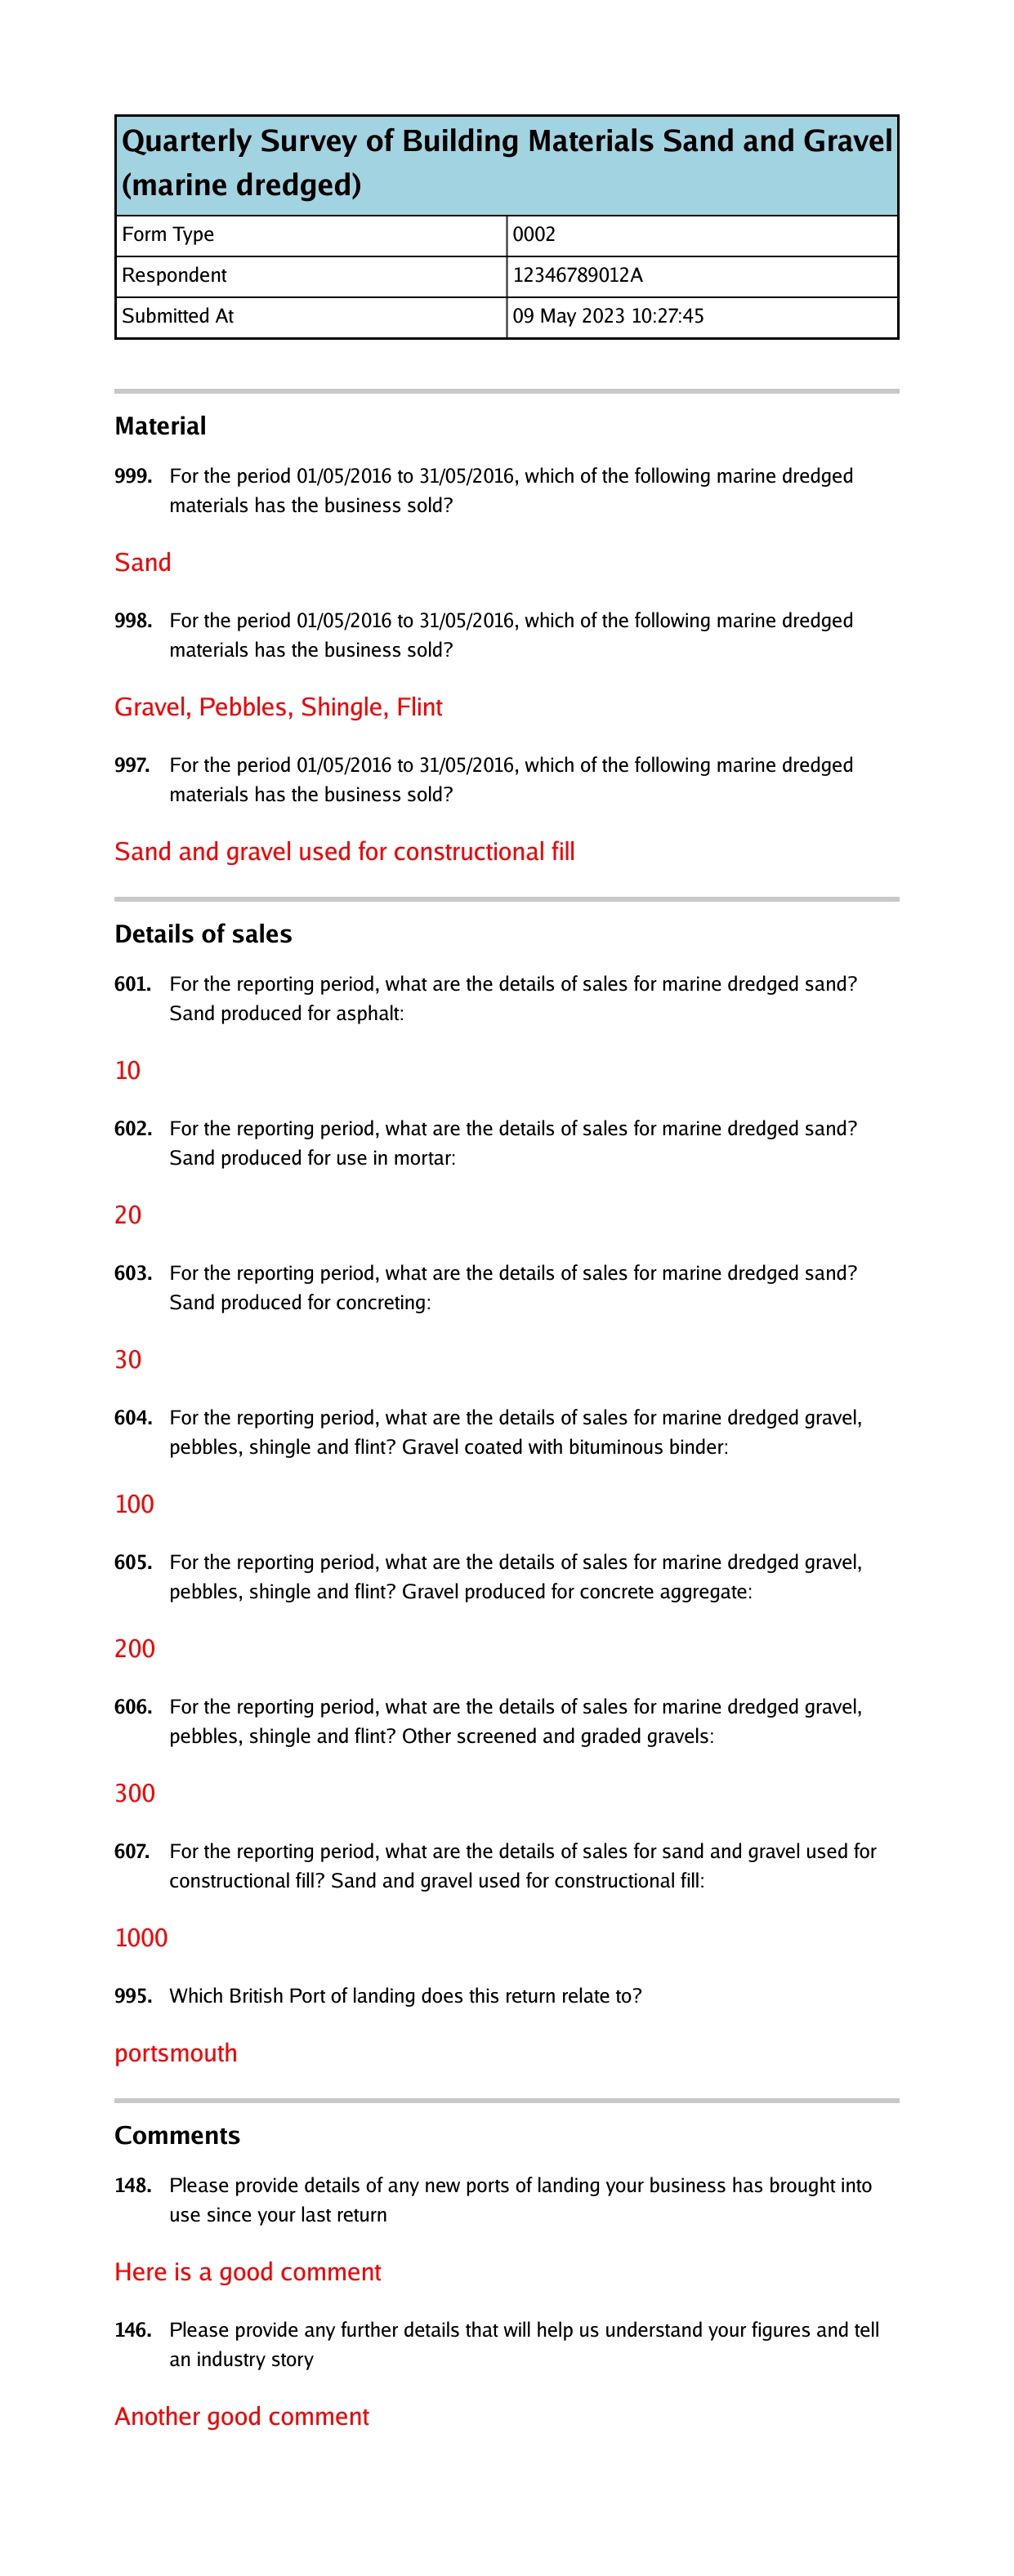 Quarterly Survey of Building Materials Sand and Gravel
(marine dredged)
Form Type 0002
Respondent 12346789012A
Submitted At 09 May 2023 10:27:45
Material
999. For the period 01/05/2016 to 31/05/2016, which of the following marine dredged
materials has the business sold?
Sand
998. For the period 01/05/2016 to 31/05/2016, which of the following marine dredged
materials has the business sold?
Gravel, Pebbles, Shingle, Flint
997. For the period 01/05/2016 to 31/05/2016, which of the following marine dredged
materials has the business sold?
Sand and gravel used for constructional fill
Details of sales
601. For the reporting period, what are the details of sales for marine dredged sand?
Sand produced for asphalt:
10
602. For the reporting period, what are the details of sales for marine dredged sand?
Sand produced for use in mortar:
20
603. For the reporting period, what are the details of sales for marine dredged sand?
Sand produced for concreting:
30
604. For the reporting period, what are the details of sales for marine dredged gravel,
pebbles, shingle and flint? Gravel coated with bituminous binder:
100
605. For the reporting period, what are the details of sales for marine dredged gravel,
pebbles, shingle and flint? Gravel produced for concrete aggregate:
200
606. For the reporting period, what are the details of sales for marine dredged gravel,
pebbles, shingle and flint? Other screened and graded gravels:
300
607. For the reporting period, what are the details of sales for sand and gravel used for
constructional fill? Sand and gravel used for constructional fill:
1000
995. Which British Port of landing does this return relate to?
portsmouth
Comments
148. Please provide details of any new ports of landing your business has brought into
use since your last return
Here is a good comment
146. Please provide any further details that will help us understand your figures and tell
an industry story
Another good comment